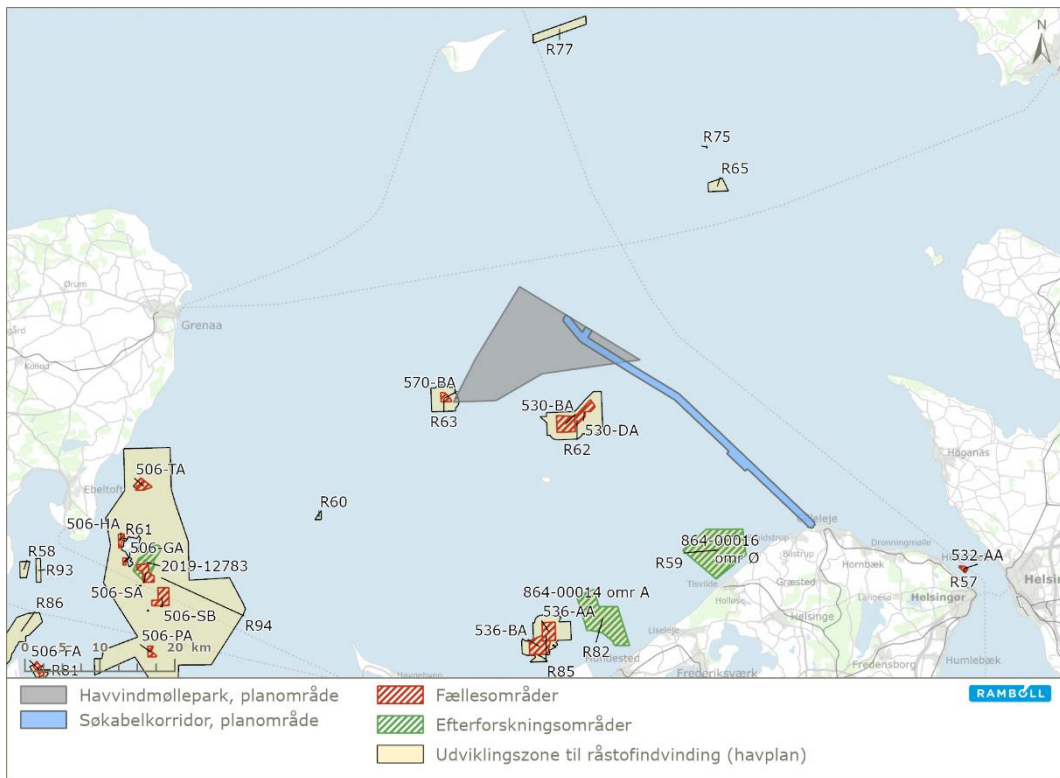 R77
N
R75
R65
Ørum
Grenaa
570-BA
R63
530-BA
530-DA
R62
Höganäs
506-TA
Ebeltoft
R60
506-HA
R61
506-GA
2019-12783
R58
R93
506-SA
506-SB
R94
R86
506-PA
506-FA
R81
0 5 10 20 km
Gilleleje
864-00016
omr Ø
R59
Tisvilde
Blistrup
Dronningmølle
Hornbæk
Græsted
532-AA
R57
Helsingør
864-00014 omr A
536-AA
536-BA
R82
R85
Hundested
Liseleje
Helsinge
Frederiksværk
Fredensborg
Humlebæk
Havvindmøllepark, planområde
Søkabelkorridor, planområde
Fællesområder
Efterforskningsområder
Udviklingszone til råstofindvinding (havplan)
RAMBOLL